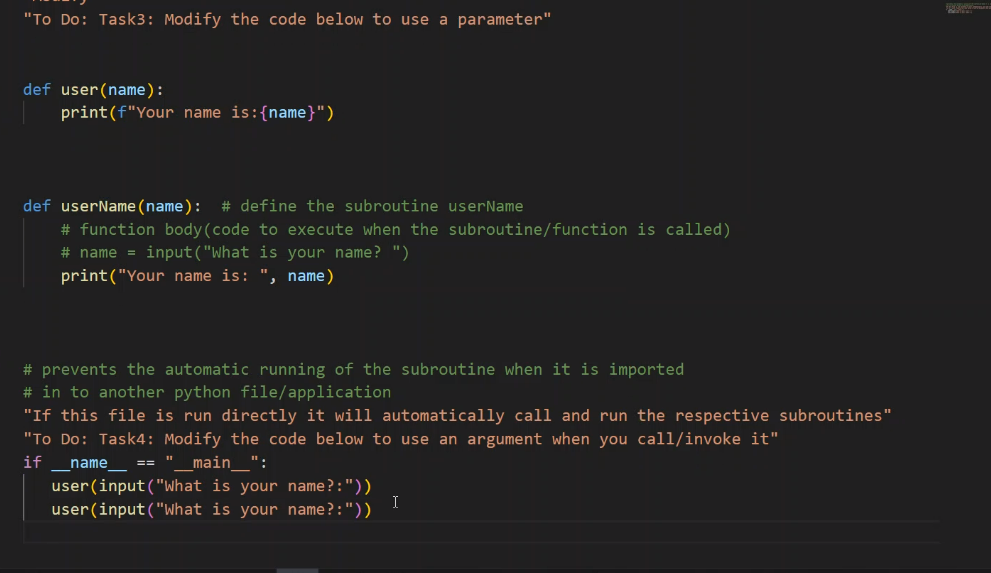 "To Do: Task3: Modify the code below to use a parameter"
def user(name):
print(f"Your name is:{name}")
def userName(name):  # define the subroutine userName
# function body(code to execute when the subroutine/function is called)
# name = input("What is your name? ")
print("Your name is: ", name)
# prevents the automatic running of the subroutine when it is imported
# in to another python file/application
"If this file is run directly it will automatically call and run the respective subroutines"
"To Do: Task4: Modify the code below to use an argument when you call/invoke it"
if __name__ == "__main__":
user(input("What is your name?:"))
user(input("What is your name?:"))